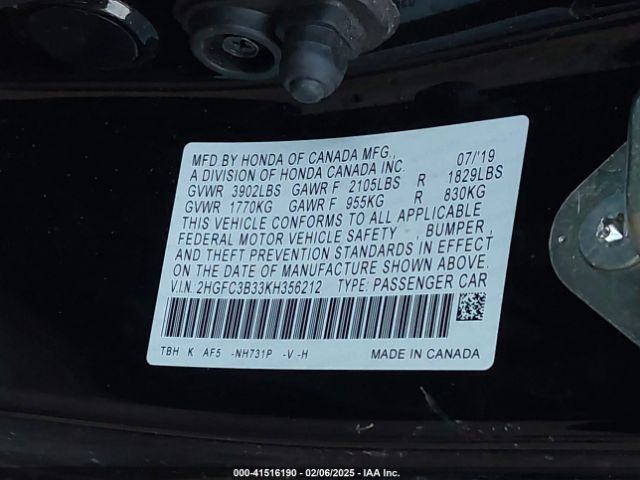 MFD BY HONDA OF CANADA MFG., 07/'19
A DIVISION OF HONDA CANADA INC.
GVWR 3902LBS GAWR F 2105LBS R 1829LBS
GVWR 1770KG GAWR F 955KG R 830KG
THIS VEHICLE CONFORMS TO ALL APPLICABLE
FEDERAL MOTOR VEHICLE SAFETY , BUMPER ,
AND THEFT PREVENTION STANDARDS IN EFFECT
ON THE DATE OF MANUFACTURE SHOWN ABOVE.
V.I.N. 2HGFC3B33KH356212 TYPE: PASSENGER CAR
TBH K AF5 -NH731P -V -H MADE IN CANADA
000-41516190 - 02/06/2025 - IAA Inc.